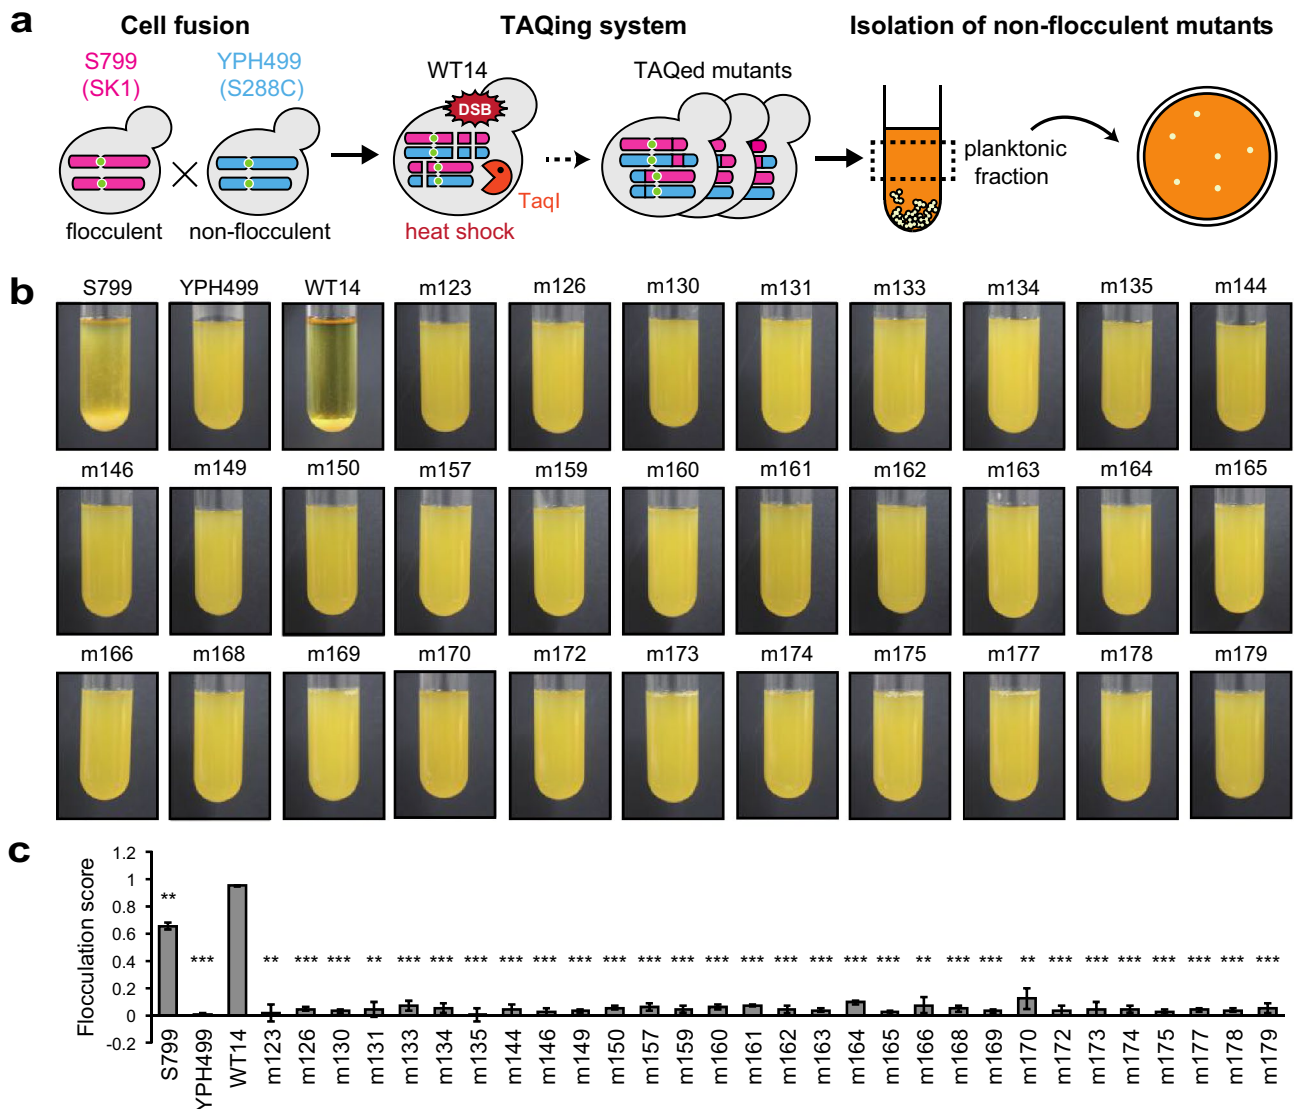 a
Cell fusion
TAQing system
Isolation of non-flocculent mutants
S799
(SK1)
YPH499
(S288C)
WT14
TAQed mutants
DSB
TaqI
planktonic
fraction
flocculent
non-flocculent
heat shock
b
S799 YPH499 WT14 m123 m126 m130 m131 m133 m134 m135 m144
m146 m149 m150 m157 m159 m160 m161 m162 m163 m164 m165
m166 m168 m169 m170 m172 m173 m174 m175 m177 m178 m179
c
Flocculation score
1.2
1
0.8
0.6
0.4
0.2
0
-0.2
**
*** ** *** *** ** *** *** *** *** *** *** *** *** *** *** *** *** *** *** *** ** *** *** ** *** *** *** *** *** *** ***
S799 YPH499 WT14 m123 m126 m130 m131 m133 m134 m135 m144 m146 m149 m150 m157 m159 m160 m161 m162 m163 m164 m165 m166 m168 m169 m170 m172 m173 m174 m175 m177 m178 m179